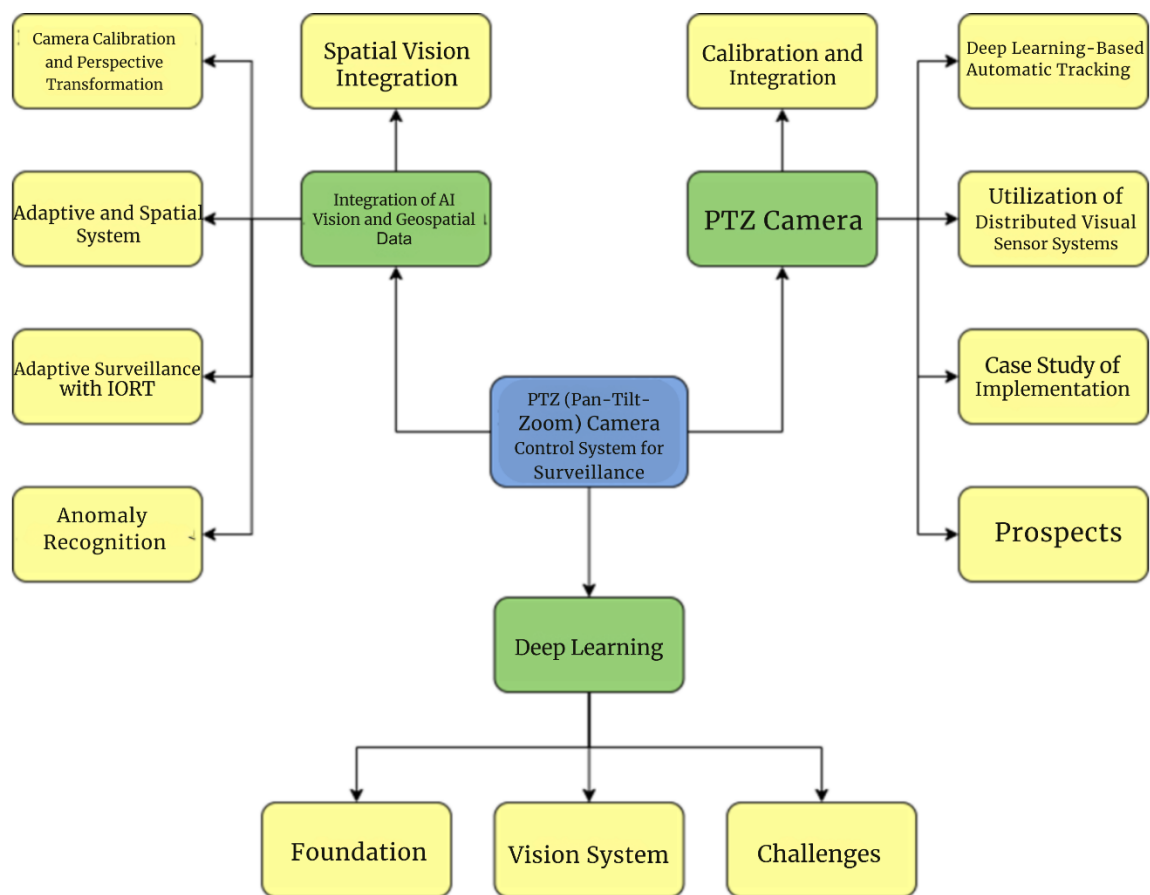 Camera Calibration
and Perspective
Transformation
Spatial Vision
Integration
Calibration and
Integration
Deep Learning-Based
Automatic Tracking
Adaptive and Spatial
System
Integration of AI
Vision and Geospatial
Data
PTZ Camera
Utilization of
Distributed Visual
Sensor Systems
Adaptive Surveillance
with IORT
PTZ (Pan-Tilt-
Zoom) Camera
Control System for
Surveillance
Case Study of
Implementation
Anomaly
Recognition
Prospects
Deep Learning
Foundation
Vision System
Challenges